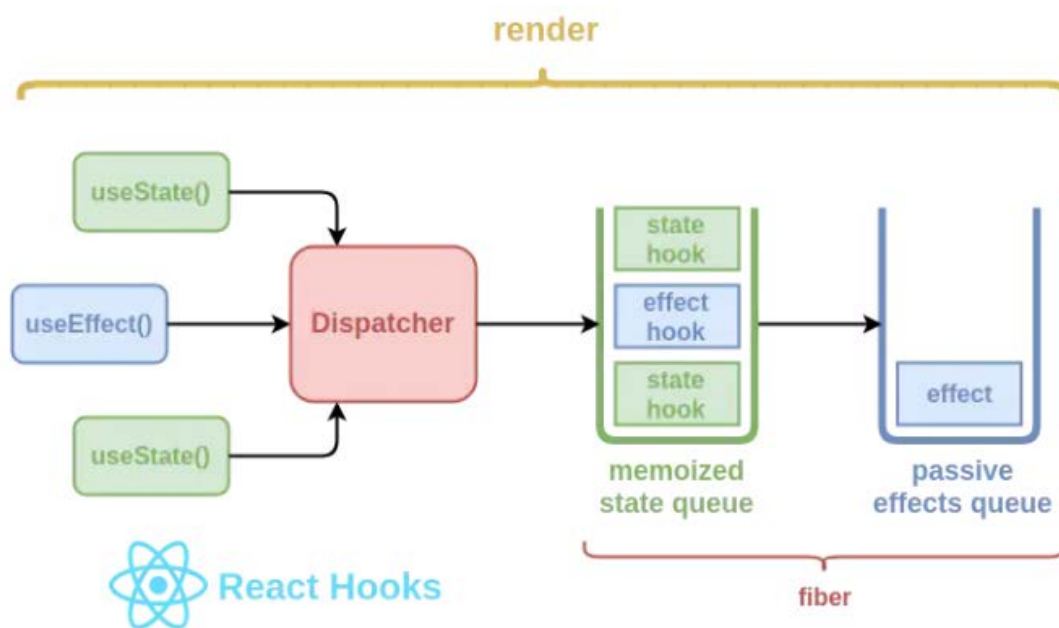 render
useState()
useEffect()
useState()
Dispatcher
state
hook
effect
hook
state
hook
effect
memoized
state queue
passive
effects queue
fiber
React Hooks